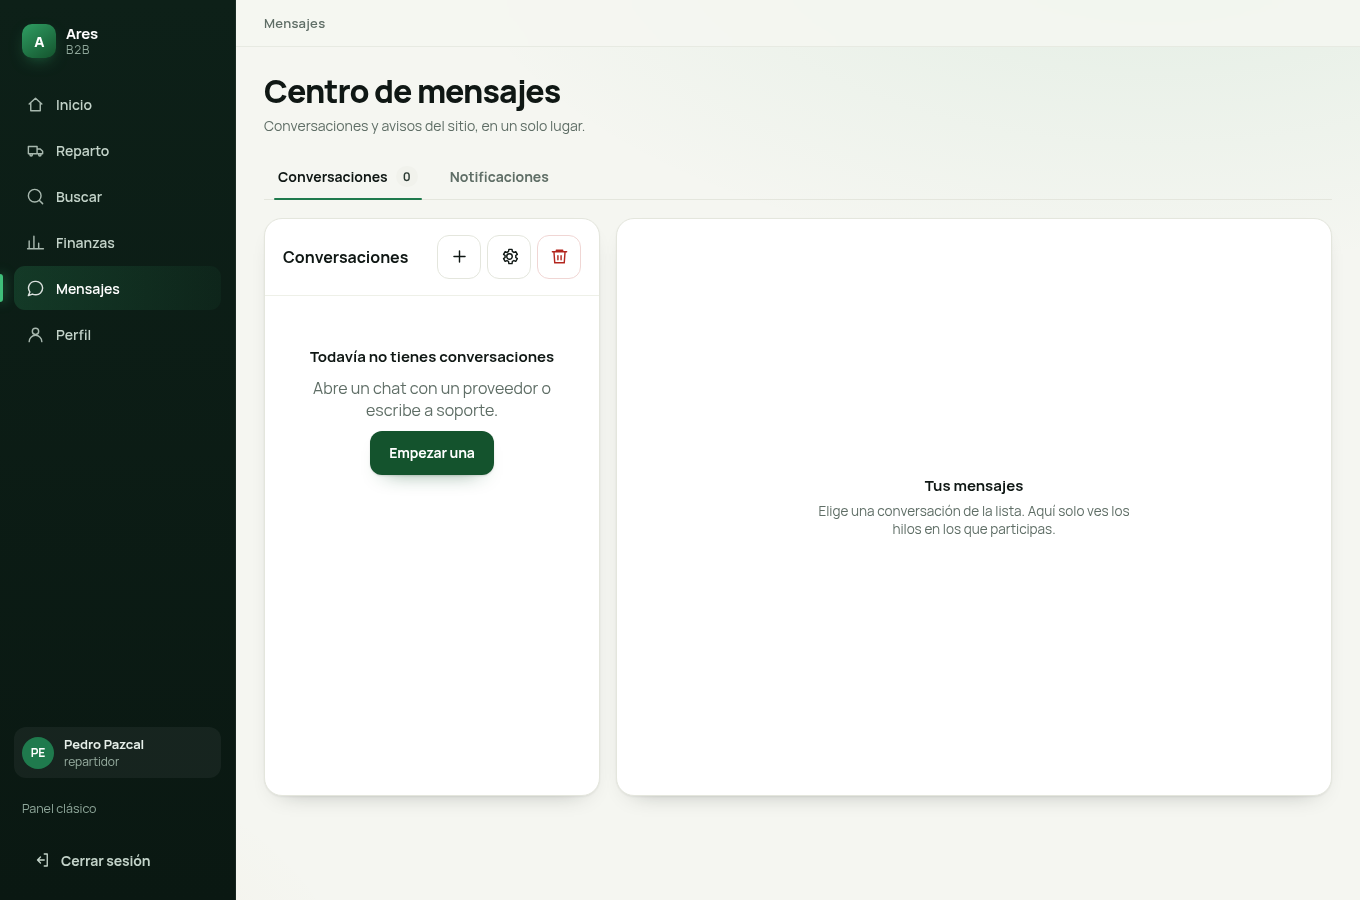 A
Ares
B2B
Inicio
Reparto
Buscar
Finanzas
Mensajes
Perfil
PE
Pedro Pazcal
repartidor
Panel clásico
Cerrar sesión
Mensajes
Centro de mensajes
Conversaciones y avisos del sitio, en un solo lugar.
Conversaciones 0
Notificaciones
Conversaciones
Todavía no tienes conversaciones
Abre un chat con un proveedor o
escribe a soporte.
Empezar una
Tus mensajes
Elige una conversación de la lista. Aquí solo ves los
hilos en los que participas.